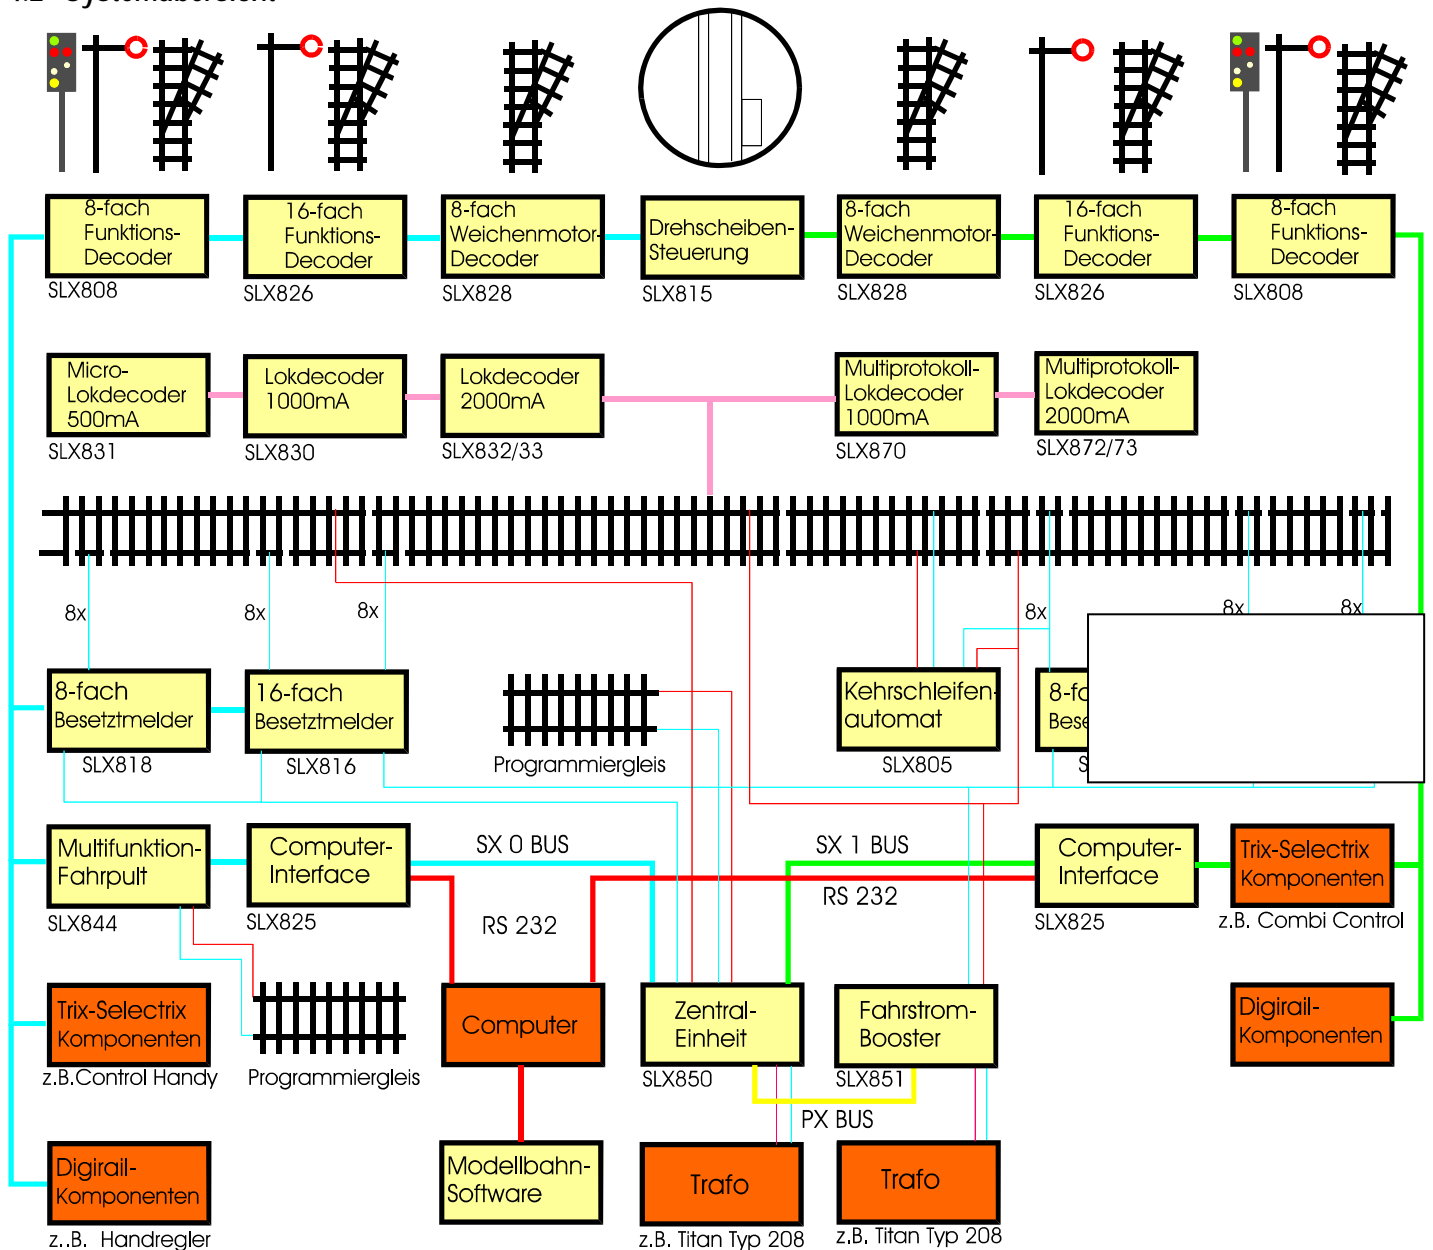 8-fach
Funktions-
Decoder
SLX808
16-fach
Funktions-
Decoder
SLX826
8-fach
Weichenmotor-
Decoder
SLX828
Drehscheiben-
Steuerung
SLX815
8-fach
Weichenmotor-
Decoder
SLX828
16-fach
Funktions-
Decoder
SLX826
8-fach
Funktions-
Decoder
SLX808
Micro-
Lokdecoder
500mA
SLX831
Lokdecoder
1000mA
SLX830
Lokdecoder
2000mA
SLX832/33
Multiprotokoll-
Lokdecoder
1000mA
SLX870
Multiprotokoll-
Lokdecoder
2000mA
SLX872/73
8x
8x
8x
8x
8x
8x
8-fach
Besetztmelder
SLX818
16-fach
Besetztmelder
SLX816
Programmiergleis
Kehrschleifen-
automat
SLX805
Multifunktion-
Fahrpult
SLX844
Computer-
Interface
SLX825
SX 0 BUS
RS 232
SX 1 BUS
RS 232
Computer-
Interface
SLX825
Trix-Selectrix
Komponenten
z.B. Combi Control
Trix-Selectrix
Komponenten
z.B.Control Handy
Programmiergleis
Computer
Zentral-
Einheit
SLX850
Fahrstrom-
Booster
SLX851
PX BUS
Digirail-
Komponenten
Digirail-
Komponenten
z..B. Handregler
Modellbahn-
Software
Trafo
z.B. Titan Typ 208
Trafo
z.B. Titan Typ 208